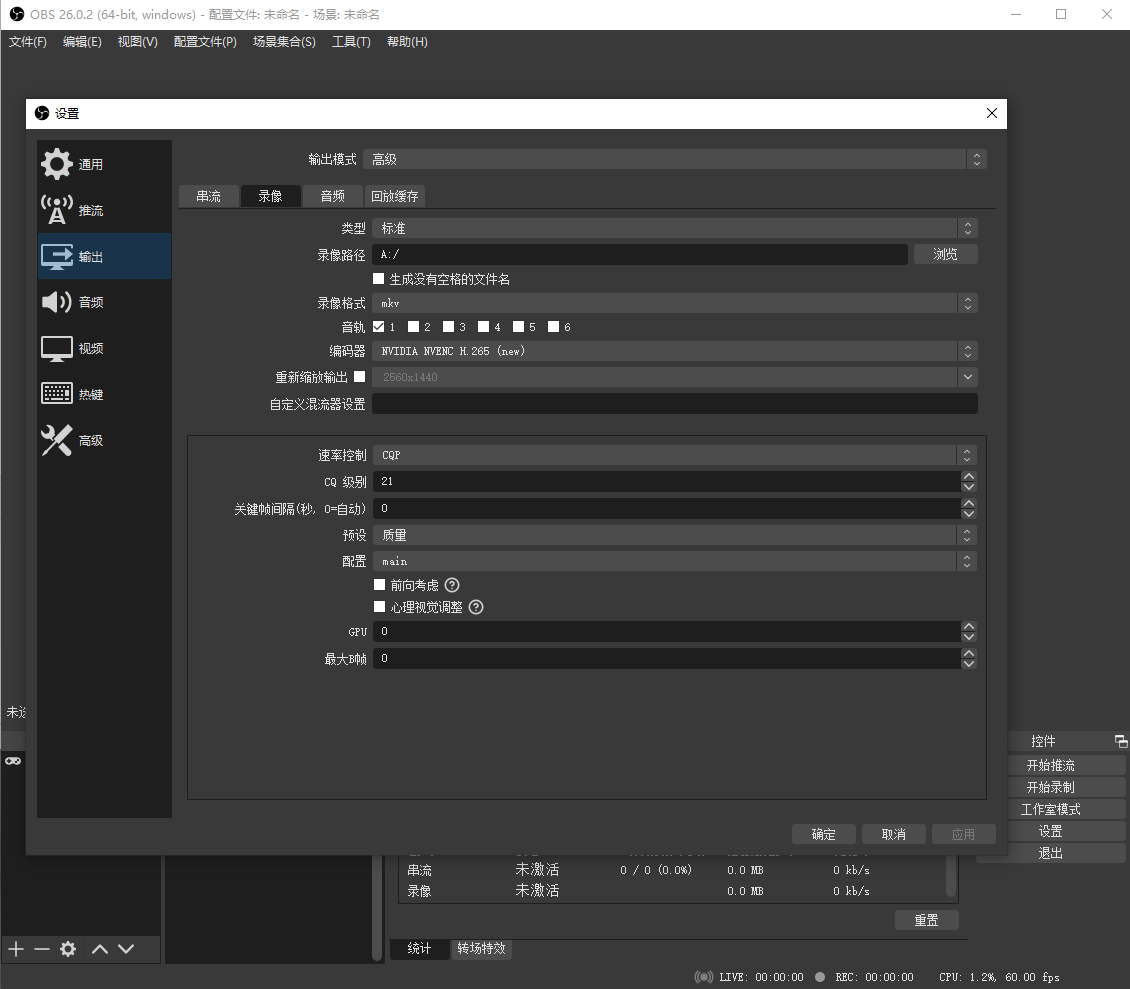 OBS 26.0.2 (64-bit, windows) - 配置文件: 未命名 - 场景: 未命名
文件(F) 编辑(E) 视图(V) 配置文件(P) 场景集合(S) 工具(T) 帮助(H)
设置
通用
推流
输出
音频
视频
热键
高级
输出模式 高级
串流 录像 音频 回放缓存
类型 标准
录像路径 A:/ 浏览
生成没有空格的文件名
录像格式 mkv
音轨 1 2 3 4 5 6
编码器 NVIDIA NVENC H.265 (new)
重新缩放输出 2560x1440
自定义混流器设置
速率控制 CQP
CQ 级别 21
关键帧间隔(秒, 0=自动) 0
预设 质量
配置 main
前向考虑
心理视觉调整
GPU 0
最大B帧 0
确定 取消 应用
控件
开始推流
开始录制
工作室模式
设置
退出
串流 未激活 0 / 0 (0.0%) 0.0 MB 0 kb/s
录像 未激活 0.0 MB 0 kb/s
重置
统计 转场特效
LIVE: 00:00:00 REC: 00:00:00 CPU: 1.2%, 60.00 fps